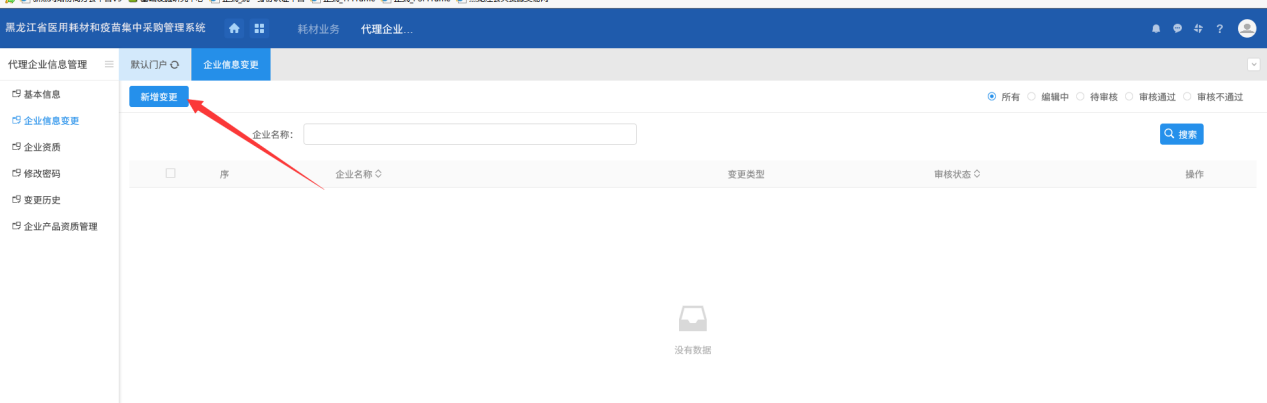 黑龙江省医用耗材和疫苗集中采购管理系统 耗材业务 代理企业...
代理企业信息管理 默认门户 企业信息变更
基本信息
企业信息变更
企业资质
修改密码
变更历史
企业产品资质管理
新增变更 所有 编辑中 待审核 审核通过 审核不通过
企业名称: 搜索
序 企业名称 变更类型 审核状态 操作
没有数据